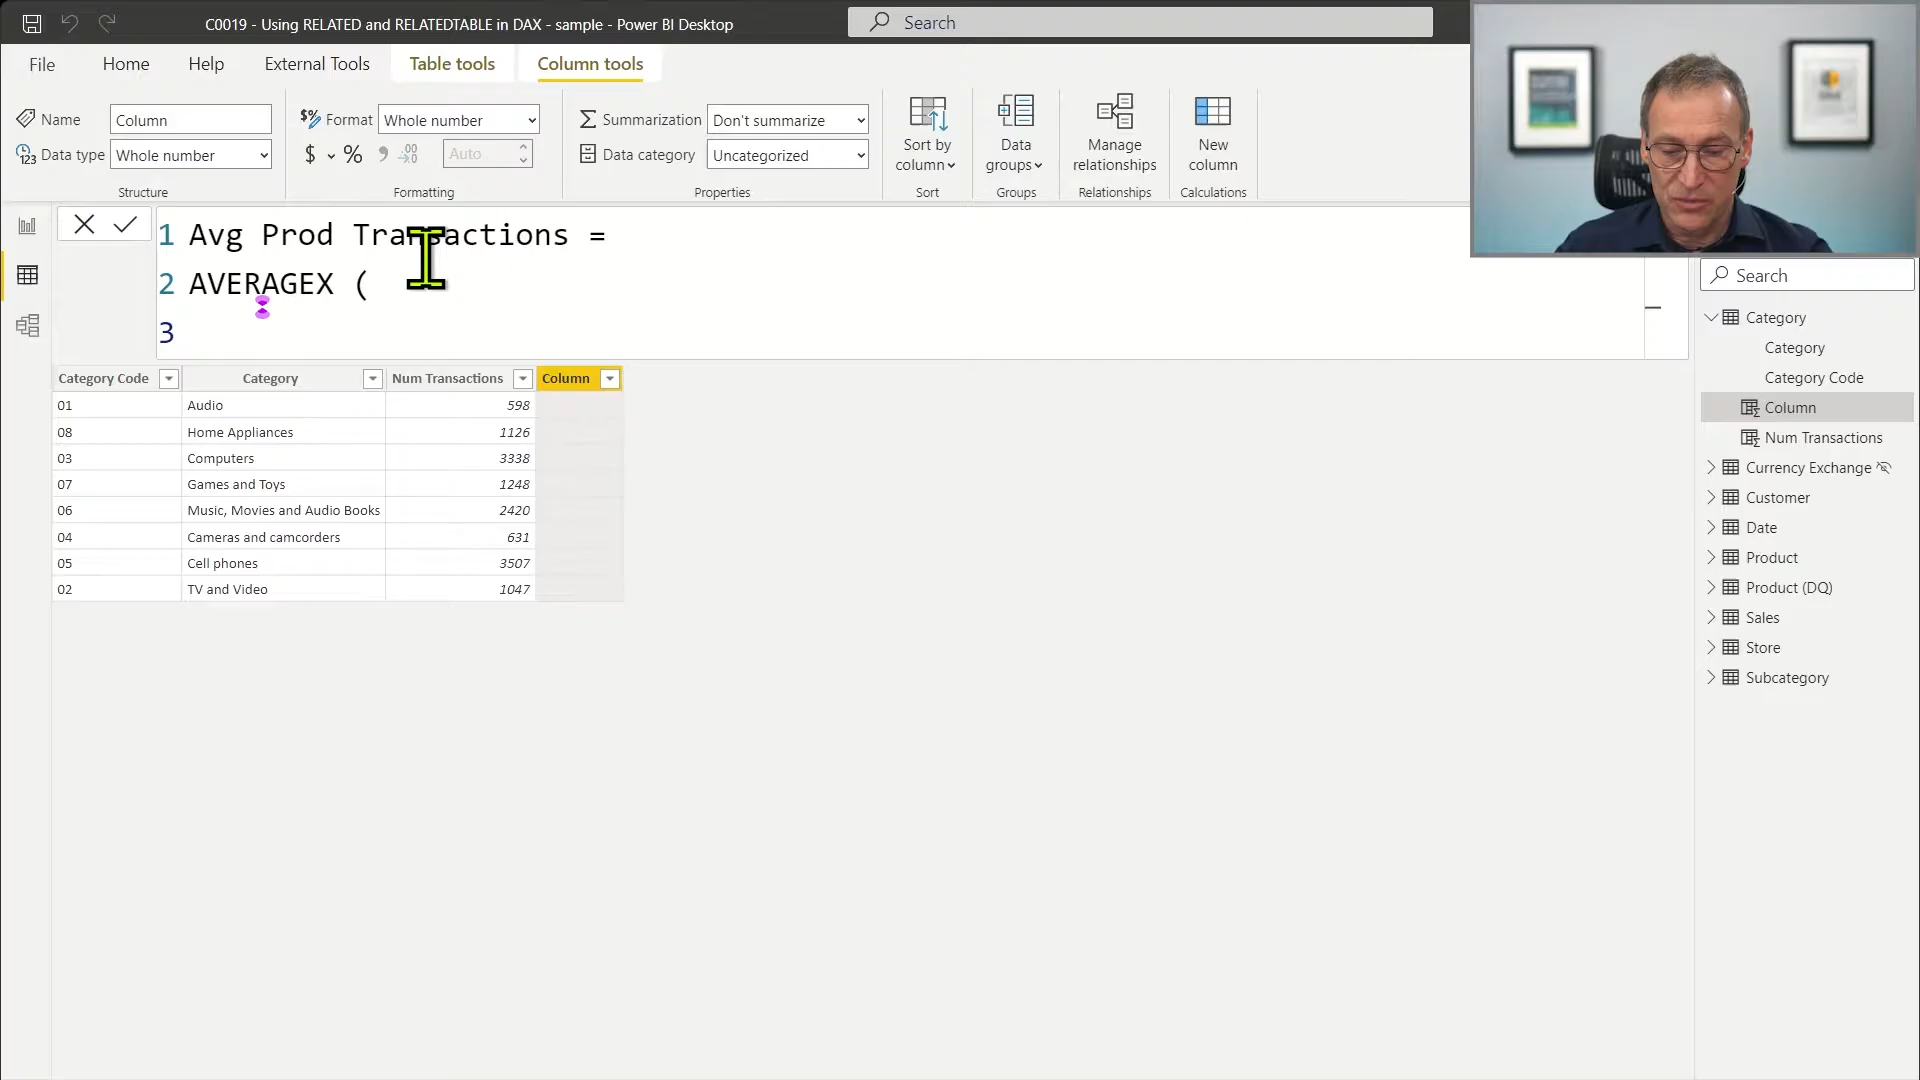 C0019 - Using RELATED and RELATEDTABLE in DAX - sample - Power BI Desktop
Search
File
Home
Help
External Tools
Table tools
Column tools
Name
Column
Format
Whole number
Summarization
Don't summarize
Data type
Whole number
$ %
Auto
Data category
Uncategorized
Sort by
column
Data
groups
Manage
relationships
New
column
Structure
Formatting
Properties
Sort
Groups
Relationships
Calculations
1 Avg Prod Transactions =
2 AVERAGEX (
3
Category Code Category Num Transactions Column
01 Audio 598
08 Home Appliances 1126
03 Computers 3338
07 Games and Toys 1248
06 Music, Movies and Audio Books 2420
04 Cameras and camcorders 631
05 Cell phones 3507
02 TV and Video 1047
Search
Category
Category
Category Code
Column
Num Transactions
Currency Exchange
Customer
Date
Product
Product (DQ)
Sales
Store
Subcategory